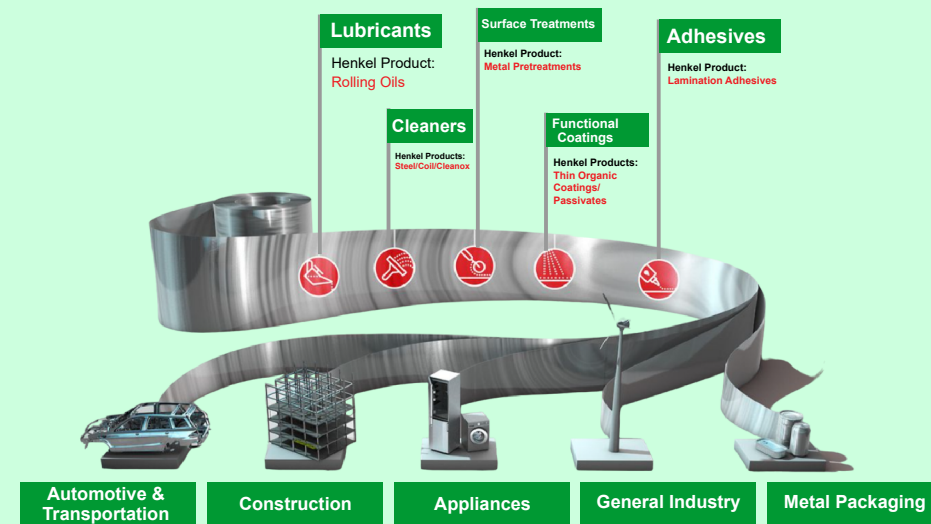 Lubricants
Henkel Product:
Rolling Oils
Surface Treatments
Henkel Product:
Metal Pretreatments
Adhesives
Henkel Product:
Lamination Adhesives
Cleaners
Henkel Products:
Steel/Coil/Cleanox
Functional
Coatings
Henkel Products:
Thin Organic
Coatings/
Passivates
Automotive &
Transportation
Construction
Appliances
General Industry
Metal Packaging